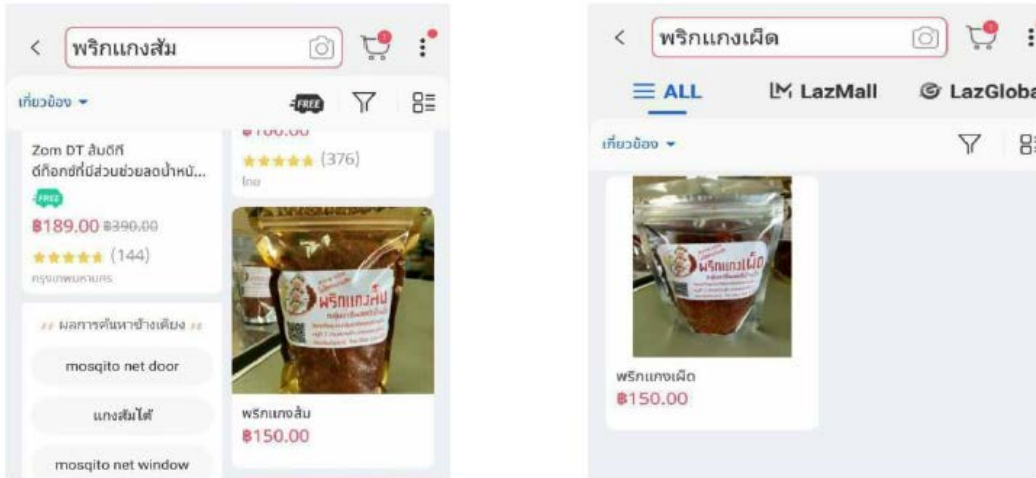 พริกแกงส้ม
เกี่ยวข้อง
FREE
Zom DT ส้มดีที
ดีท็อกซ์ที่มีส่วนช่วยลดน้ำหนั...
FREE
฿189.00 ฿390.00
(144)
กรุงเทพมหานคร
ผลการค้นหาข้างเคียง
mosqito net door
แกงส้มใต้
mosqito net window
฿100.00
(376)
ไทย
พริกแกงส้ม
พริกแกงส้ม
฿150.00
พริกแกงเผ็ด
ALL LazMall LazGloba
เกี่ยวข้อง
พริกแกงเผ็ด
พริกแกงเผ็ด
฿150.00